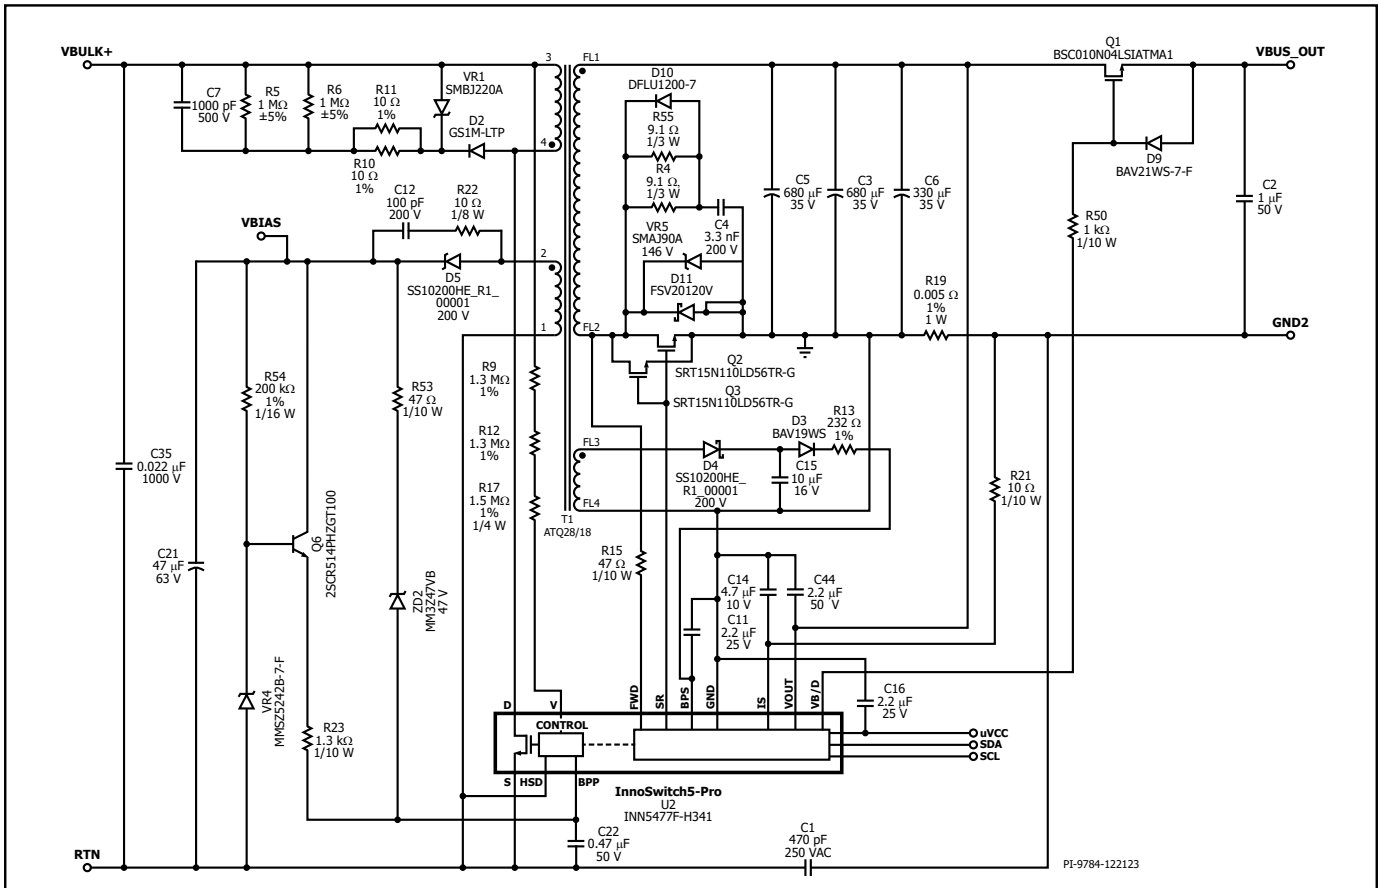 VBULK+
C7
1000 pF
500 V
R5
1 MΩ
±5%
R6
1 MΩ
±5%
R11
10 Ω
1%
VR1
SMBJ220A
D2
GS1M-LTP
R10
10 Ω
1%
3
4
FL1
D10
DFLU1200-7
R55
9.1 Ω
1/3 W
R4
9.1 Ω,
1/3 W
C4
3.3 nF
200 V
VR5
SMAJ90A
146 V
D11
FSV20120V
C5
680 μF
35 V
C3
680 μF
35 V
C6
330 μF
35 V
Q1
BSC010N04LSIATMA1
VBUS_OUT
D9
BAV21WS-7-F
C2
1 μF
50 V
R50
1 kΩ
1/10 W
R19
0.005 Ω
1%
1 W
GND2
VBIAS
C12
100 pF
200 V
R22
10 Ω
1/8 W
D5
SS10200HE_R1_
00001
200 V
2
1
FL2
Q2
SRT15N110LD56TR-G
Q3
SRT15N110LD56TR-G
R54
200 kΩ
1%
1/16 W
R53
47 Ω
1/10 W
R9
1.3 MΩ
1%
R12
1.3 MΩ
1%
R17
1.5 MΩ
1%
1/4 W
FL3
FL4
T1
ATQ28/18
D4
SS10200HE_
R1_00001
200 V
D3
BAV19WS
R13
232 Ω
1%
C15
10 μF
16 V
R21
10 Ω
1/10 W
C35
0.022 μF
1000 V
C21
47 μF
63 V
Q6
2SCR514PHZGT100
ZD2
MM3Z47VB
47 V
R15
47 Ω
1/10 W
C14
4.7 μF
10 V
C44
2.2 μF
50 V
C11
2.2 μF
25 V
C16
2.2 μF
25 V
VR4
MMSZ5242B-7-F
R23
1.3 kΩ
1/10 W
D
V
FWD
SR
BPS
GND
IS
VOUT
VB/D
CONTROL
uVCC
SDA
SCL
S
HSD
BPP
InnoSwitch5-Pro
U2
INN5477F-H341
C22
0.47 μF
50 V
C1
470 pF
250 VAC
RTN
PI-9784-122123